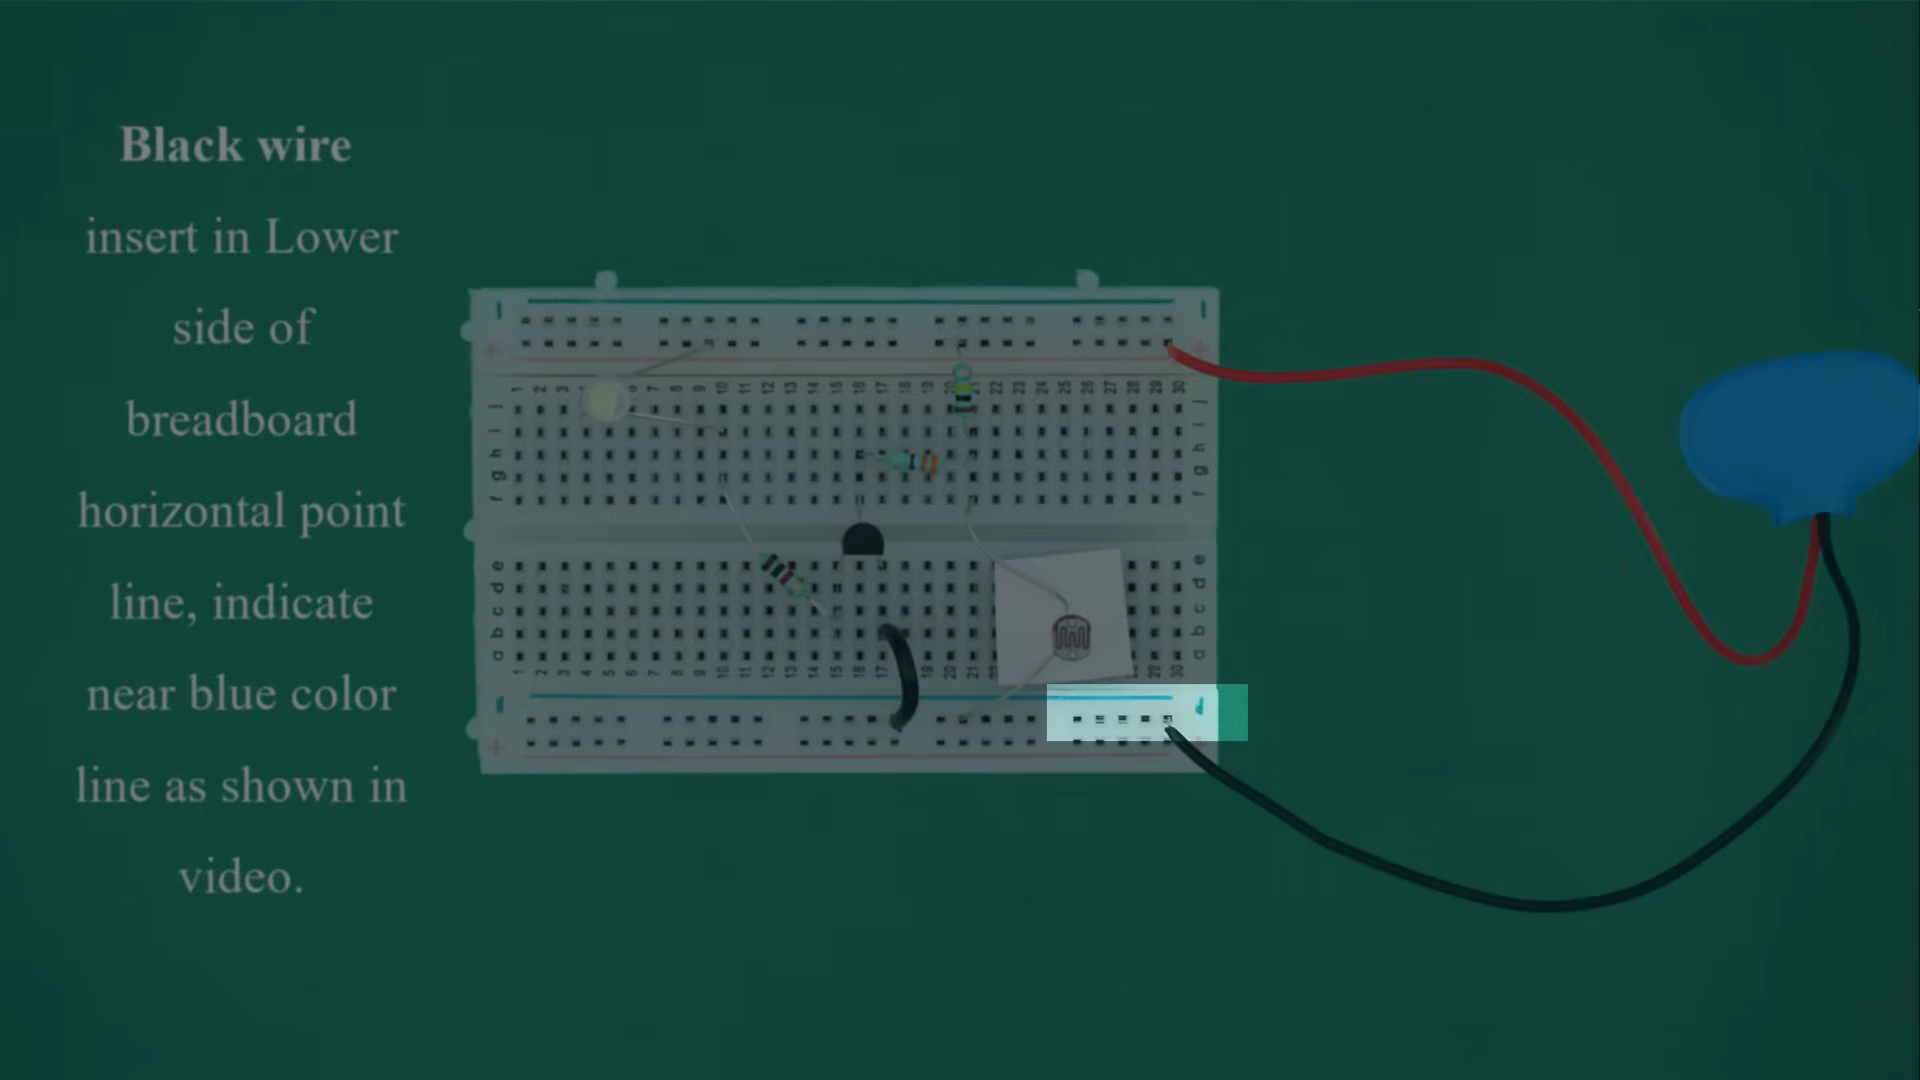 Black wire
insert in Lower
side of
breadboard
horizontal point
line, indicate
near blue color
line as shown in
video.